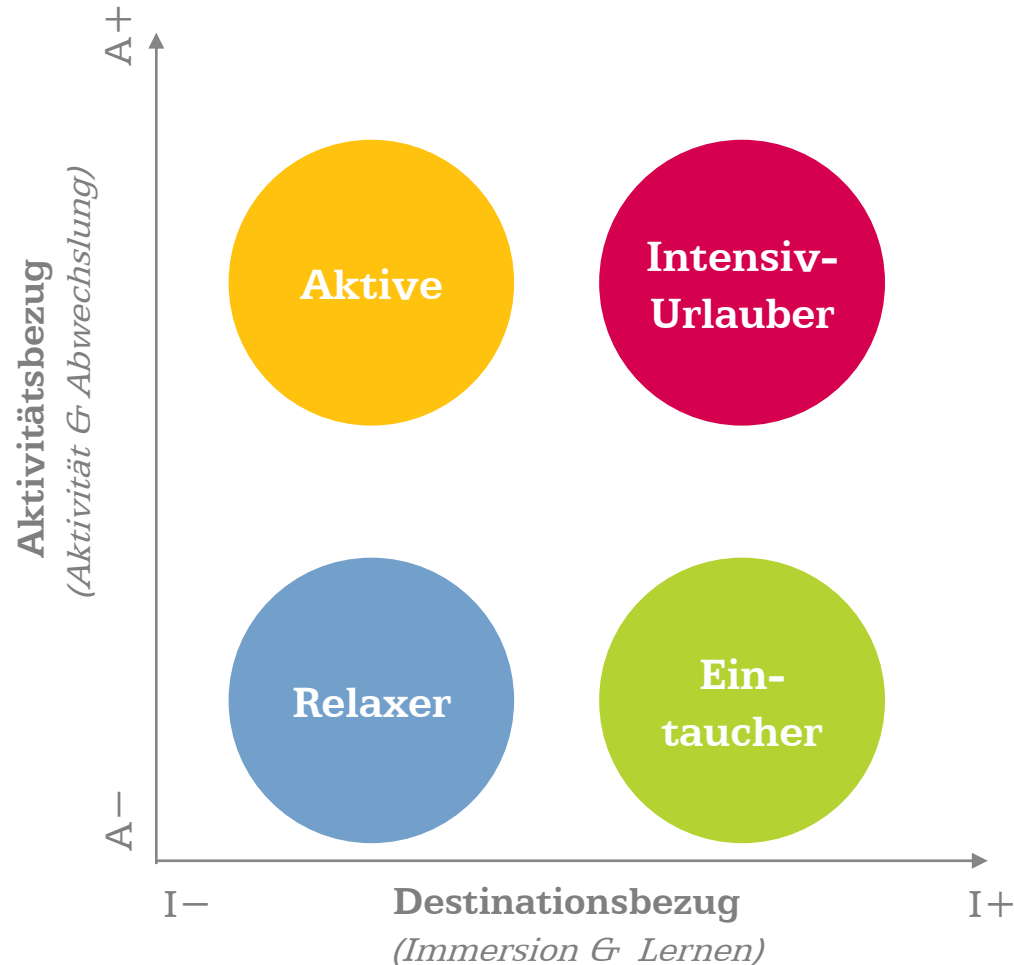 A+
Aktivitätsbezug
(Aktivität & Abwechslung)
A−
Aktive
Intensiv-
Urlauber
Relaxer
Ein-
taucher
I−
Destinationsbezug
I+
(Immersion & Lernen)